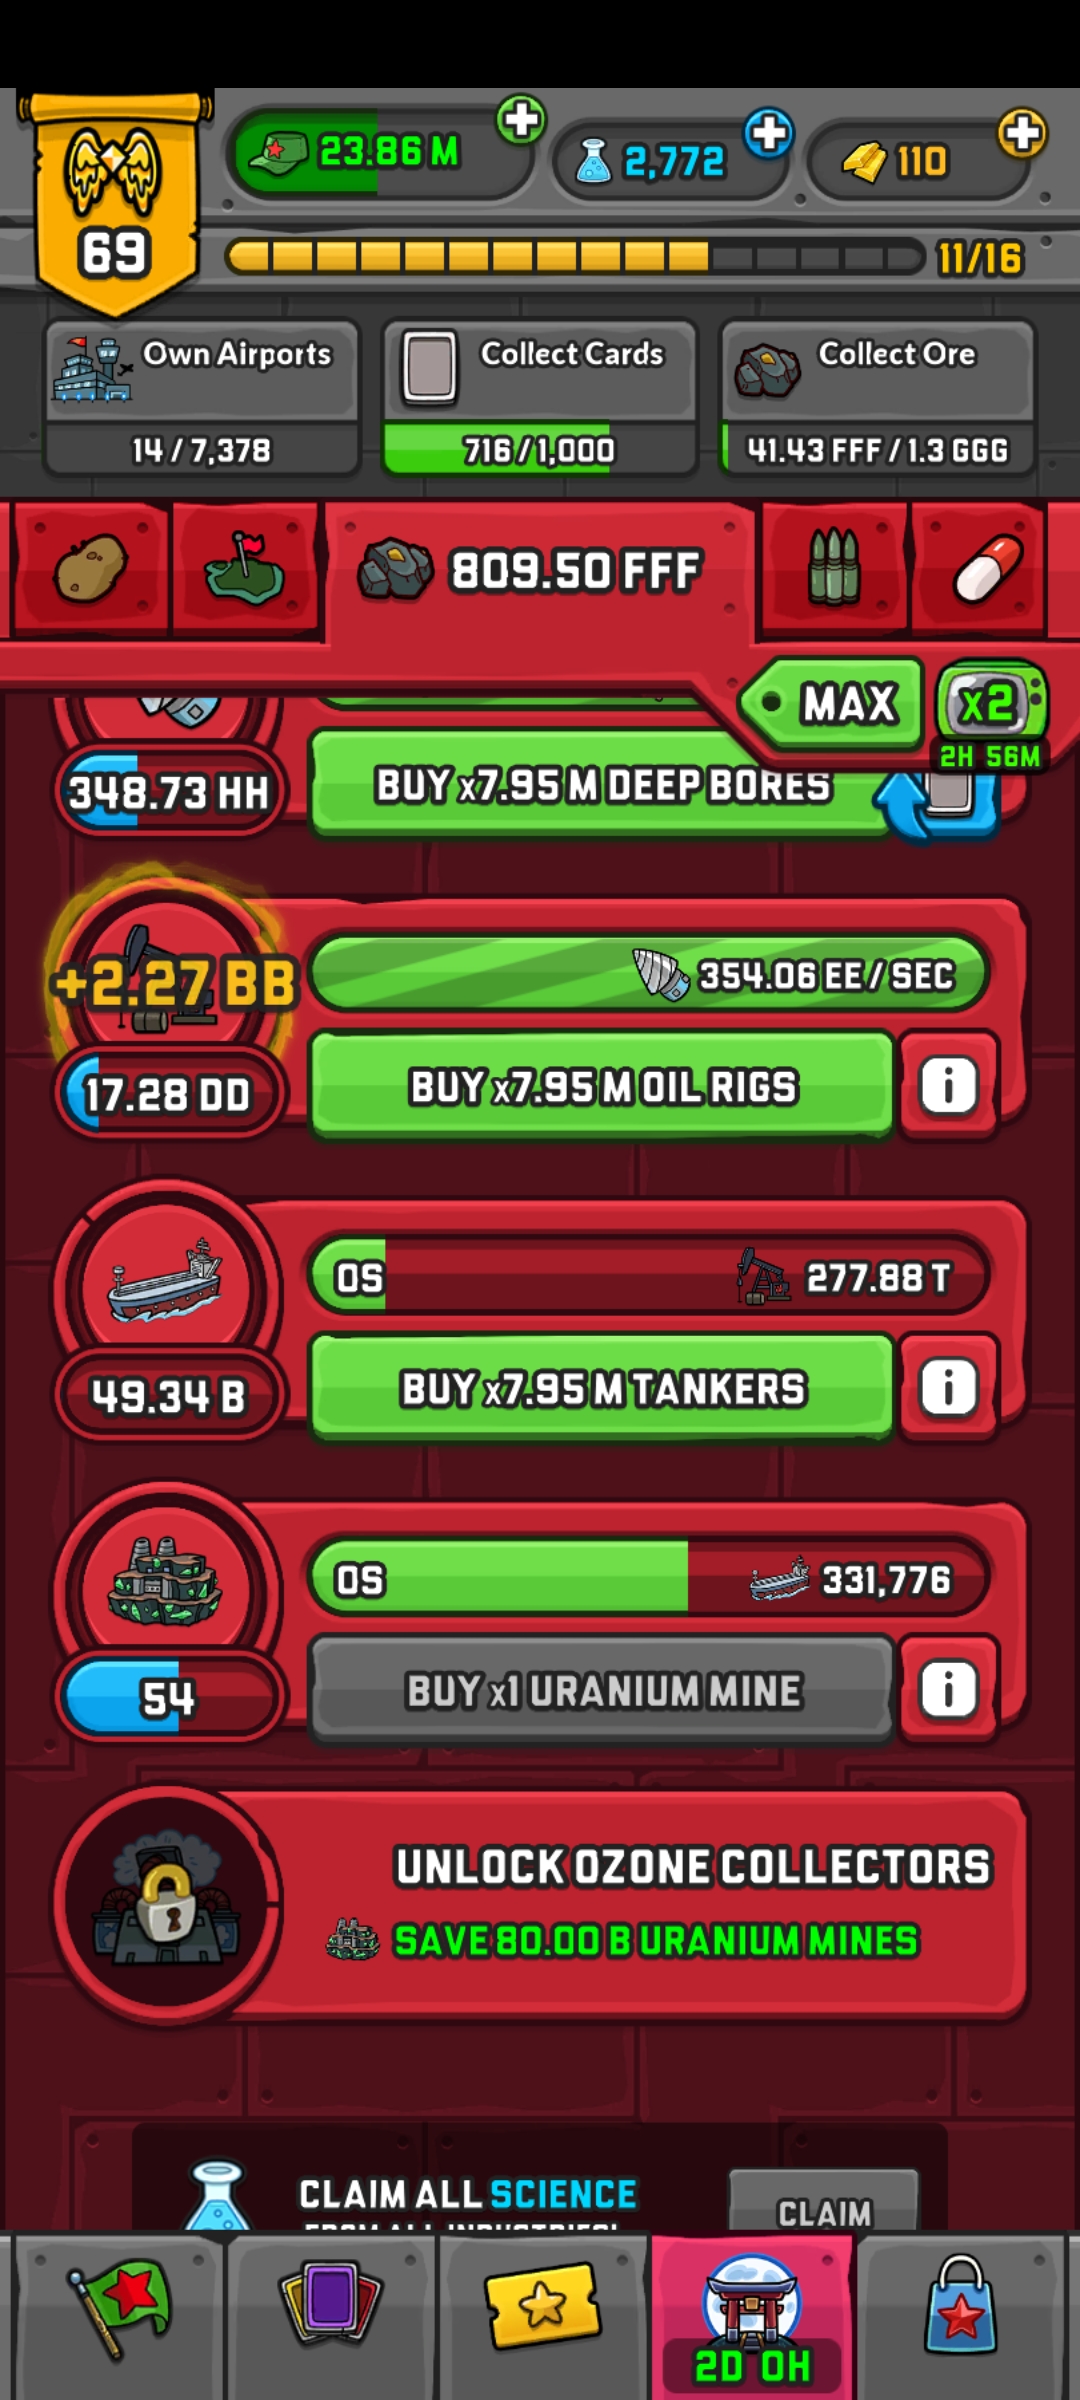 69
23.86 M
2,772
110
11/16
Own Airports
14 / 7,378
Collect Cards
716 / 1,000
Collect Ore
41.43 FFF / 1.3 GGG
809.50 FFF
MAX
x2
2H 56M
348.73 HH
BUY x7.95 M DEEP BORES
+2.27 BB
354.06 EE / SEC
17.28 DD
BUY x7.95 M OIL RIGS
i
0S
277.88 T
49.34 B
BUY x7.95 M TANKERS
i
0S
331,776
54
BUY x1 URANIUM MINE
i
UNLOCK OZONE COLLECTORS
SAVE 80.00 B URANIUM MINES
CLAIM ALL SCIENCE
FROM ALL INDUSTRIES!
CLAIM
2D 0H